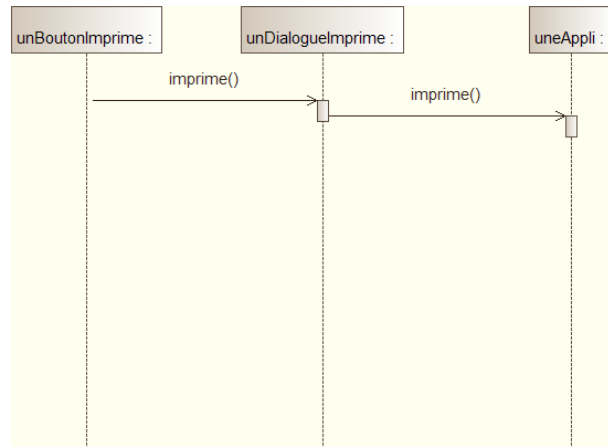 unBoutonImprime :
unDialogueImprime :
uneAppli :
imprime()
imprime()